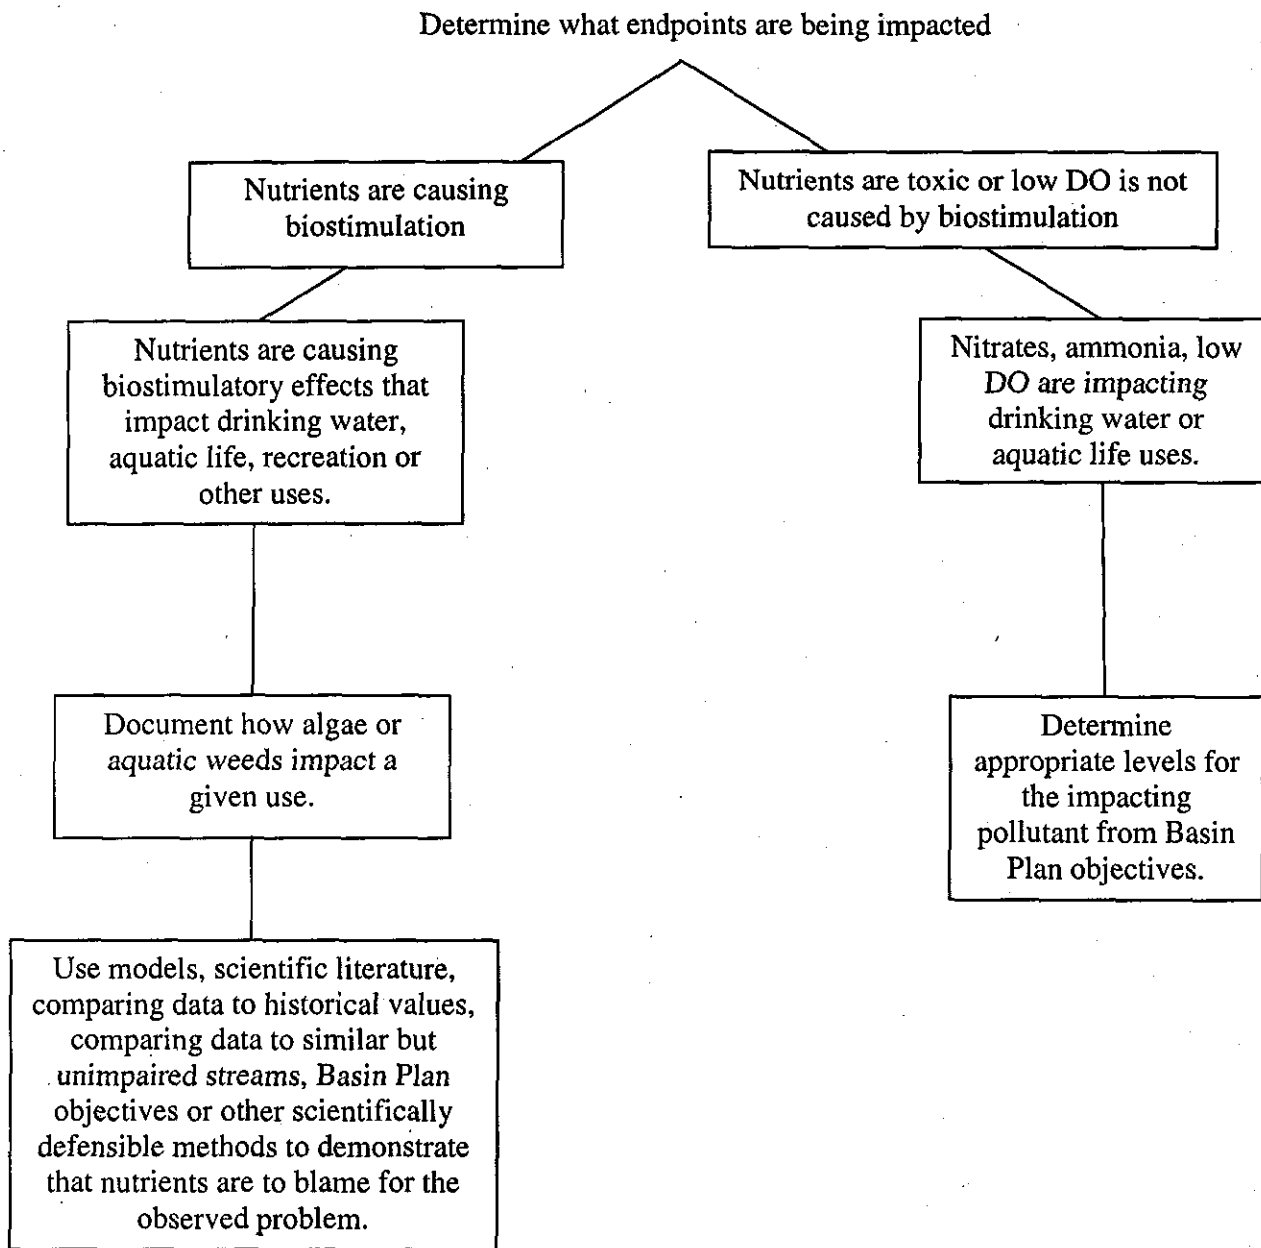 Determine what endpoints are being impacted
Nutrients are causing
biostimulation
Nutrients are toxic or low DO is not
caused by biostimulation
Nutrients are causing
biostimulatory effects that
impact drinking water,
aquatic life, recreation or
other uses.
Nitrates, ammonia, low
DO are impacting
drinking water or
aquatic life uses.
Document how algae or
aquatic weeds impact a
given use.
Determine
appropriate levels for
the impacting
pollutant from Basin
Plan objectives.
Use models, scientific literature,
comparing data to historical values,
comparing data to similar but
unimpaired streams, Basin Plan
objectives or other scientifically
defensible methods to demonstrate
that nutrients are to blame for the
observed problem.